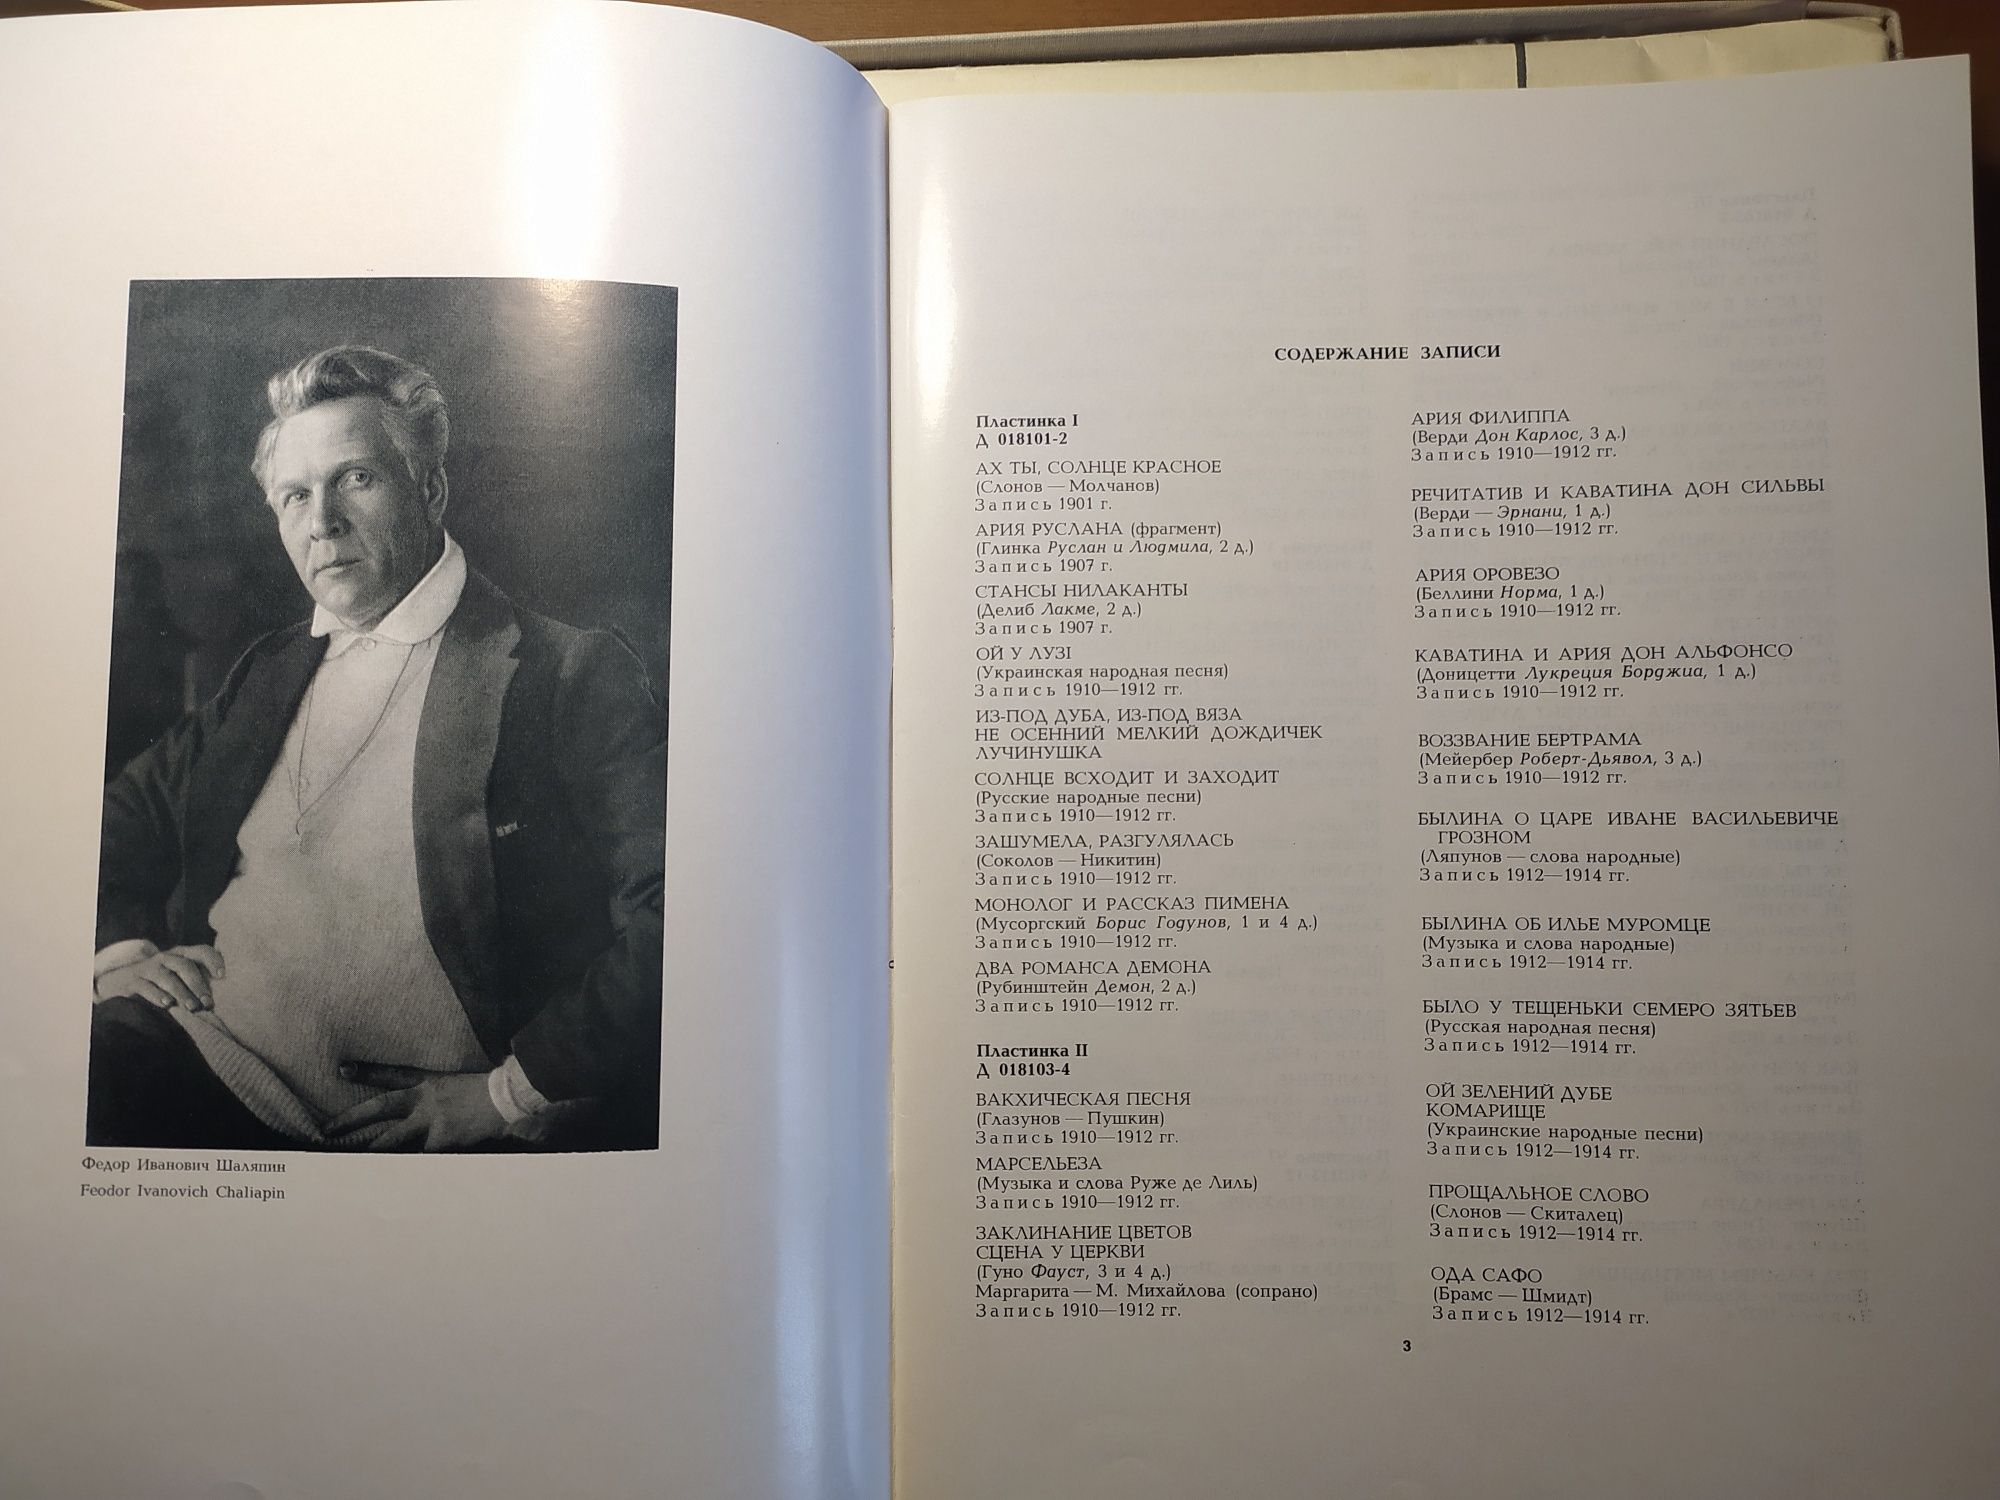 Федор Иванович Шаляпин
Feodor Ivanovich Chaliapin
СОДЕРЖАНИЕ ЗАПИСИ
Пластинка I
Д 018101-2
АХ ТЫ, СОЛНЦЕ КРАСНОЕ
(Слонов — Молчанов)
Запись 1901 г.
АРИЯ РУСЛАНА (фрагмент)
(Глинка Руслан и Людмила, 2 д.)
Запись 1907 г.
СТАНСЫ НИЛАКАНТЫ
(Делиб Лакме, 2 д.)
Запись 1907 г.
ОЙ У ЛУЗІ
(Украинская народная песня)
Запись 1910—1912 гг.
ИЗ-ПОД ДУБА, ИЗ-ПОД ВЯЗА
НЕ ОСЕННИЙ МЕЛКИЙ ДОЖДИЧЕК
ЛУЧИНУШКА
СОЛНЦЕ ВСХОДИТ И ЗАХОДИТ
(Русские народные песни)
Запись 1910—1912 гг.
ЗАШУМЕЛА, РАЗГУЛЯЛАСЬ
(Соколов — Никитин)
Запись 1910—1912 гг.
МОНОЛОГ И РАССКАЗ ПИМЕНА
(Мусоргский Борис Годунов, 1 и 4 д.)
Запись 1910—1912 гг.
ДВА РОМАНСА ДЕМОНА
(Рубинштейн Демон, 2 д.)
Запись 1910—1912 гг.
Пластинка II
Д 018103-4
ВАКХИЧЕСКАЯ ПЕСНЯ
(Глазунов — Пушкин)
Запись 1910—1912 гг.
МАРСЕЛЬЕЗА
(Музыка и слова Руже де Лиль)
Запись 1910—1912 гг.
ЗАКЛИНАНИЕ ЦВЕТОВ
СЦЕНА У ЦЕРКВИ
(Гуно Фауст, 3 и 4 д.)
Маргарита — М. Михайлова (сопрано)
Запись 1910—1912 гг.
АРИЯ ФИЛИППА
(Верди Дон Карлос, 3 д.)
Запись 1910—1912 гг.
РЕЧИТАТИВ И КАВАТИНА ДОН СИЛЬВЫ
(Верди — Эрнани, 1 д.)
Запись 1910—1912 гг.
АРИЯ ОРОВЕЗО
(Беллини Норма, 1 д.)
Запись 1910—1912 гг.
КАВАТИНА И АРИЯ ДОН АЛЬФОНСО
(Доницетти Лукреция Борджиа, 1 д.)
Запись 1910—1912 гг.
ВОЗЗВАНИЕ БЕРТРАМА
(Мейербер Роберт-Дьявол, 3 д.)
Запись 1910—1912 гг.
БЫЛИНА О ЦАРЕ ИВАНЕ ВАСИЛЬЕВИЧЕ
ГРОЗНОМ
(Ляпунов — слова народные)
Запись 1912—1914 гг.
БЫЛИНА ОБ ИЛЬЕ МУРОМЦЕ
(Музыка и слова народные)
Запись 1912—1914 гг.
БЫЛО У ТЕЩЕНЬКИ СЕМЕРО ЗЯТЬЕВ
(Русская народная песня)
Запись 1912—1914 гг.
ОЙ ЗЕЛЕНИЙ ДУБЕ
КОМАРИЩЕ
(Украинские народные песни)
Запись 1912—1914 гг.
ПРОЩАЛЬНОЕ СЛОВО
(Слонов — Скиталец)
Запись 1912—1914 гг.
ОДА САФО
(Брамс — Шмидт)
Запись 1912—1914 гг.
3